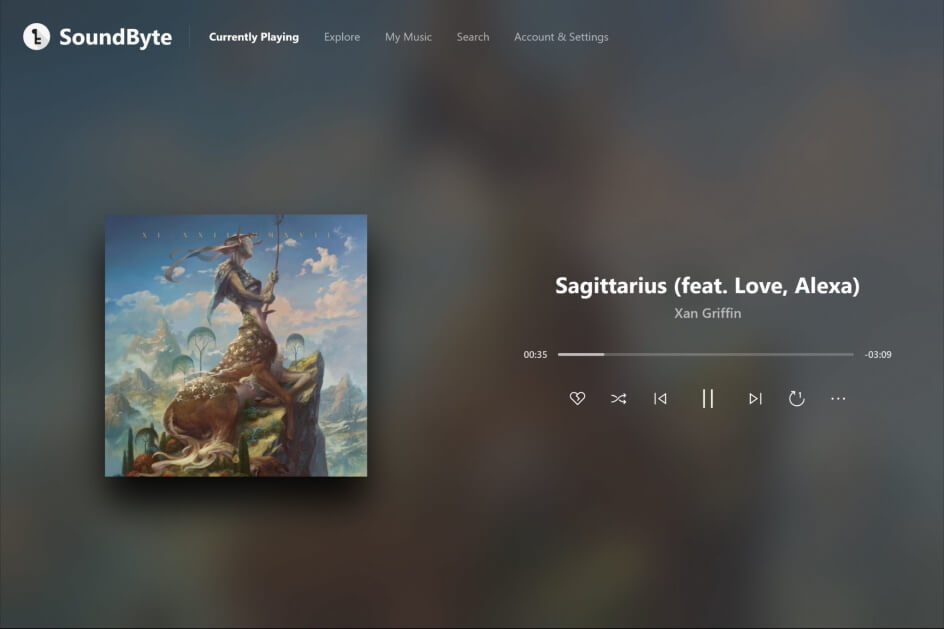 SoundByte
Currently Playing Explore My Music Search Account & Settings
Sagittarius (feat. Love, Alexa)
Xan Griffin
00:35 -03:09